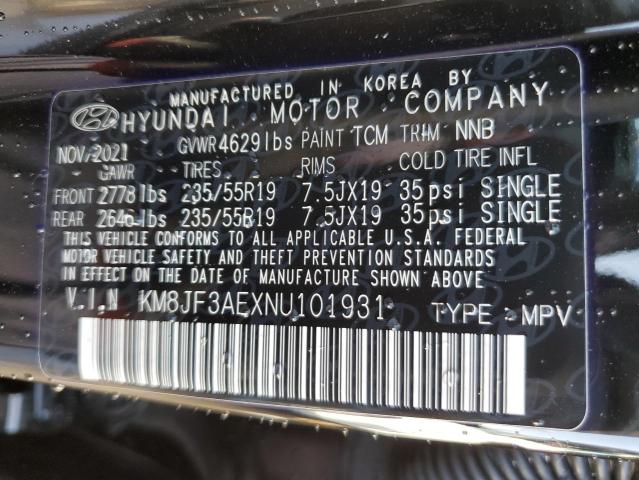 MANUFACTURED IN KOREA BY
HYUNDAI MOTOR COMPANY
NOV/2021 GVWR4629lbs PAINT TCM TRIM NNB
GAWR TIRES RIMS COLD TIRE INFL
FRONT 2778lbs 235/55R19 7.5JX19 35psi SINGLE
REAR 2646lbs 235/55R19 7.5JX19 35psi SINGLE
THIS VEHICLE CONFORMS TO ALL APPLICABLE U.S.A. FEDERAL
MOTOR VEHICLE SAFETY AND THEFT PREVENTION STANDARDS
IN EFFECT ON THE DATE OF MANUFACTURE SHOWN ABOVE.
V.I.N KM8JF3AEXNU101931 TYPE : MPV